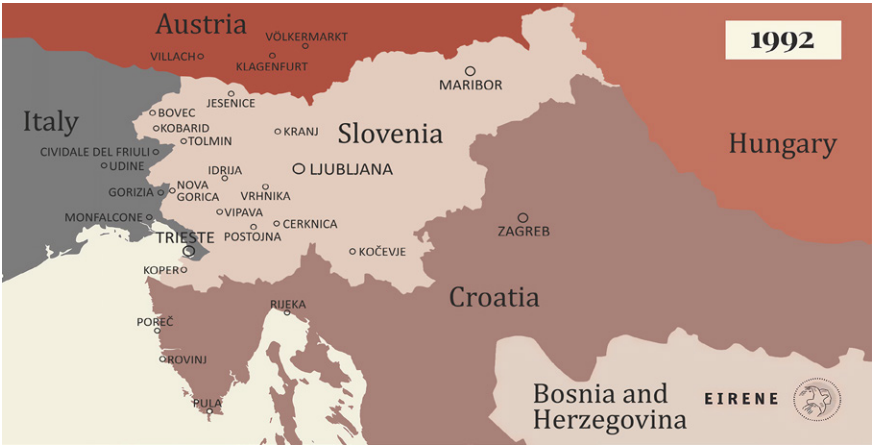 Austria
1992
VÖLKERMARKT
VILLACH
KLAGENFURT
MARIBOR
JESENICE
BOVEC
Italy
KOBARID
KRANJ
Slovenia
TOLMIN
Hungary
CIVIDALE DEL FRIULI
UDINE
IDRIJA
LJUBLJANA
NOVA
GORICA
GORIZIA
VRHNIKA
VIPAVA
MONFALCONE
CERKNICA
POSTOJNA
ZAGREB
TRIESTE
KOČEVJE
KOPER
Croatia
RIJEKA
POREČ
ROVINJ
Bosnia and
Herzegovina
EIRENE
PULA